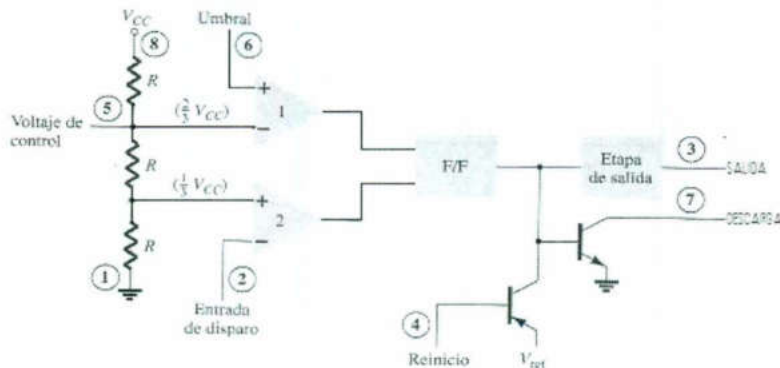 V_CC
8
Umbral
6
R
+
1
5
(2/3 V_CC)
−
Voltaje de
control
R
F/F
Etapa
de salida
3
SALIDA
(1/3 V_CC)
+
2
−
7
DESCARGA
R
1
2
Entrada
de disparo
4
Reinicio
V_ref